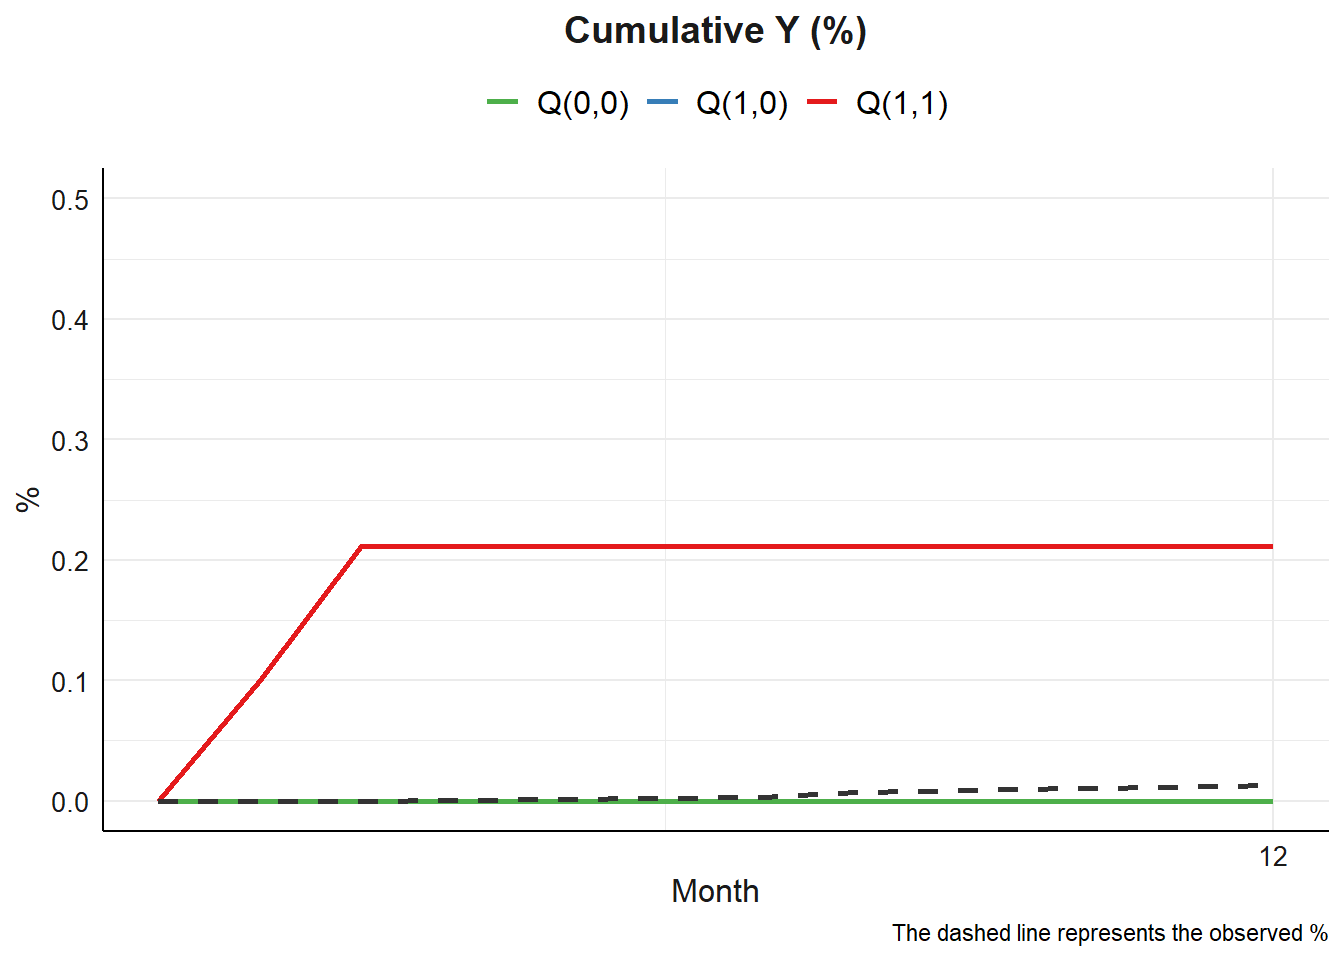 Cumulative Y (%)
Q(0,0) Q(1,0) Q(1,1)
0.5
0.4
0.3
%
0.2
0.1
0.0
12
Month
The dashed line represents the observed %